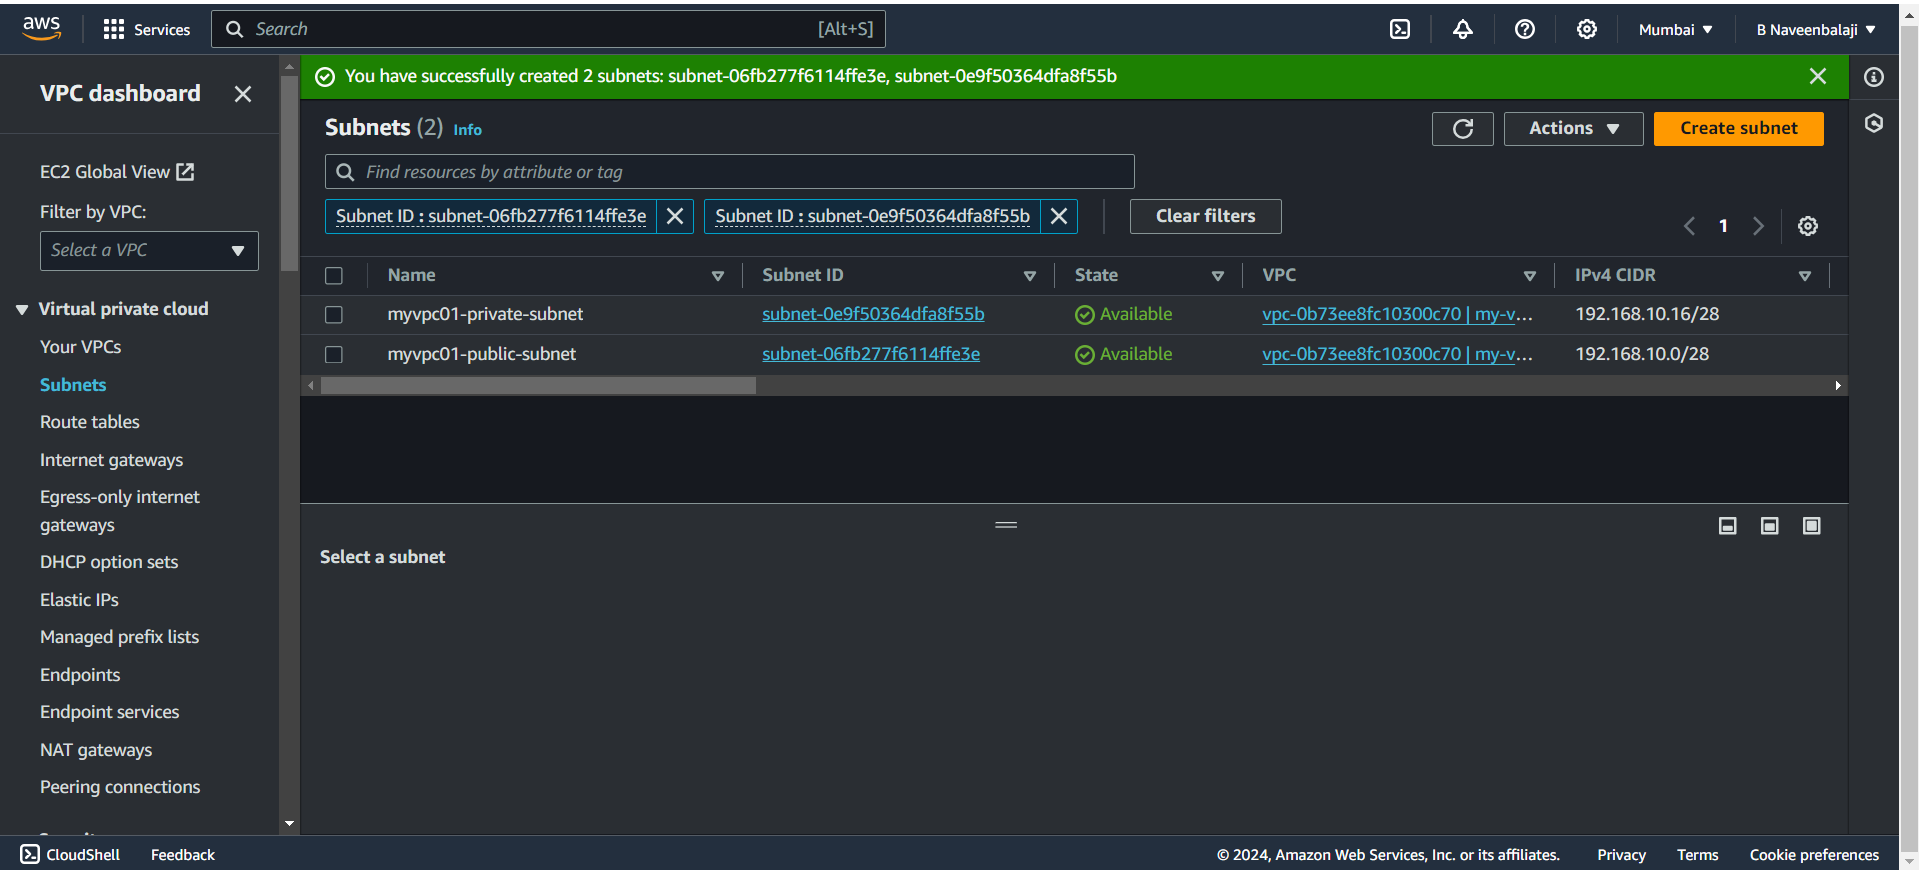 aws
Services
Search
[Alt+S]
Mumbai
B Naveenbalaji
VPC dashboard
EC2 Global View
Filter by VPC:
Select a VPC
Virtual private cloud
Your VPCs
Subnets
Route tables
Internet gateways
Egress-only internet
gateways
DHCP option sets
Elastic IPs
Managed prefix lists
Endpoints
Endpoint services
NAT gateways
Peering connections
You have successfully created 2 subnets: subnet-06fb277f6114ffe3e, subnet-0e9f50364dfa8f55b
Subnets (2) Info
Actions
Create subnet
Find resources by attribute or tag
Subnet ID : subnet-06fb277f6114ffe3e
Subnet ID : subnet-0e9f50364dfa8f55b
Clear filters
1
Name Subnet ID State VPC IPv4 CIDR
myvpc01-private-subnet subnet-0e9f50364dfa8f55b Available vpc-0b73ee8fc10300c70 | my-v... 192.168.10.16/28
myvpc01-public-subnet subnet-06fb277f6114ffe3e Available vpc-0b73ee8fc10300c70 | my-v... 192.168.10.0/28
Select a subnet
CloudShell
Feedback
© 2024, Amazon Web Services, Inc. or its affiliates.
Privacy
Terms
Cookie preferences